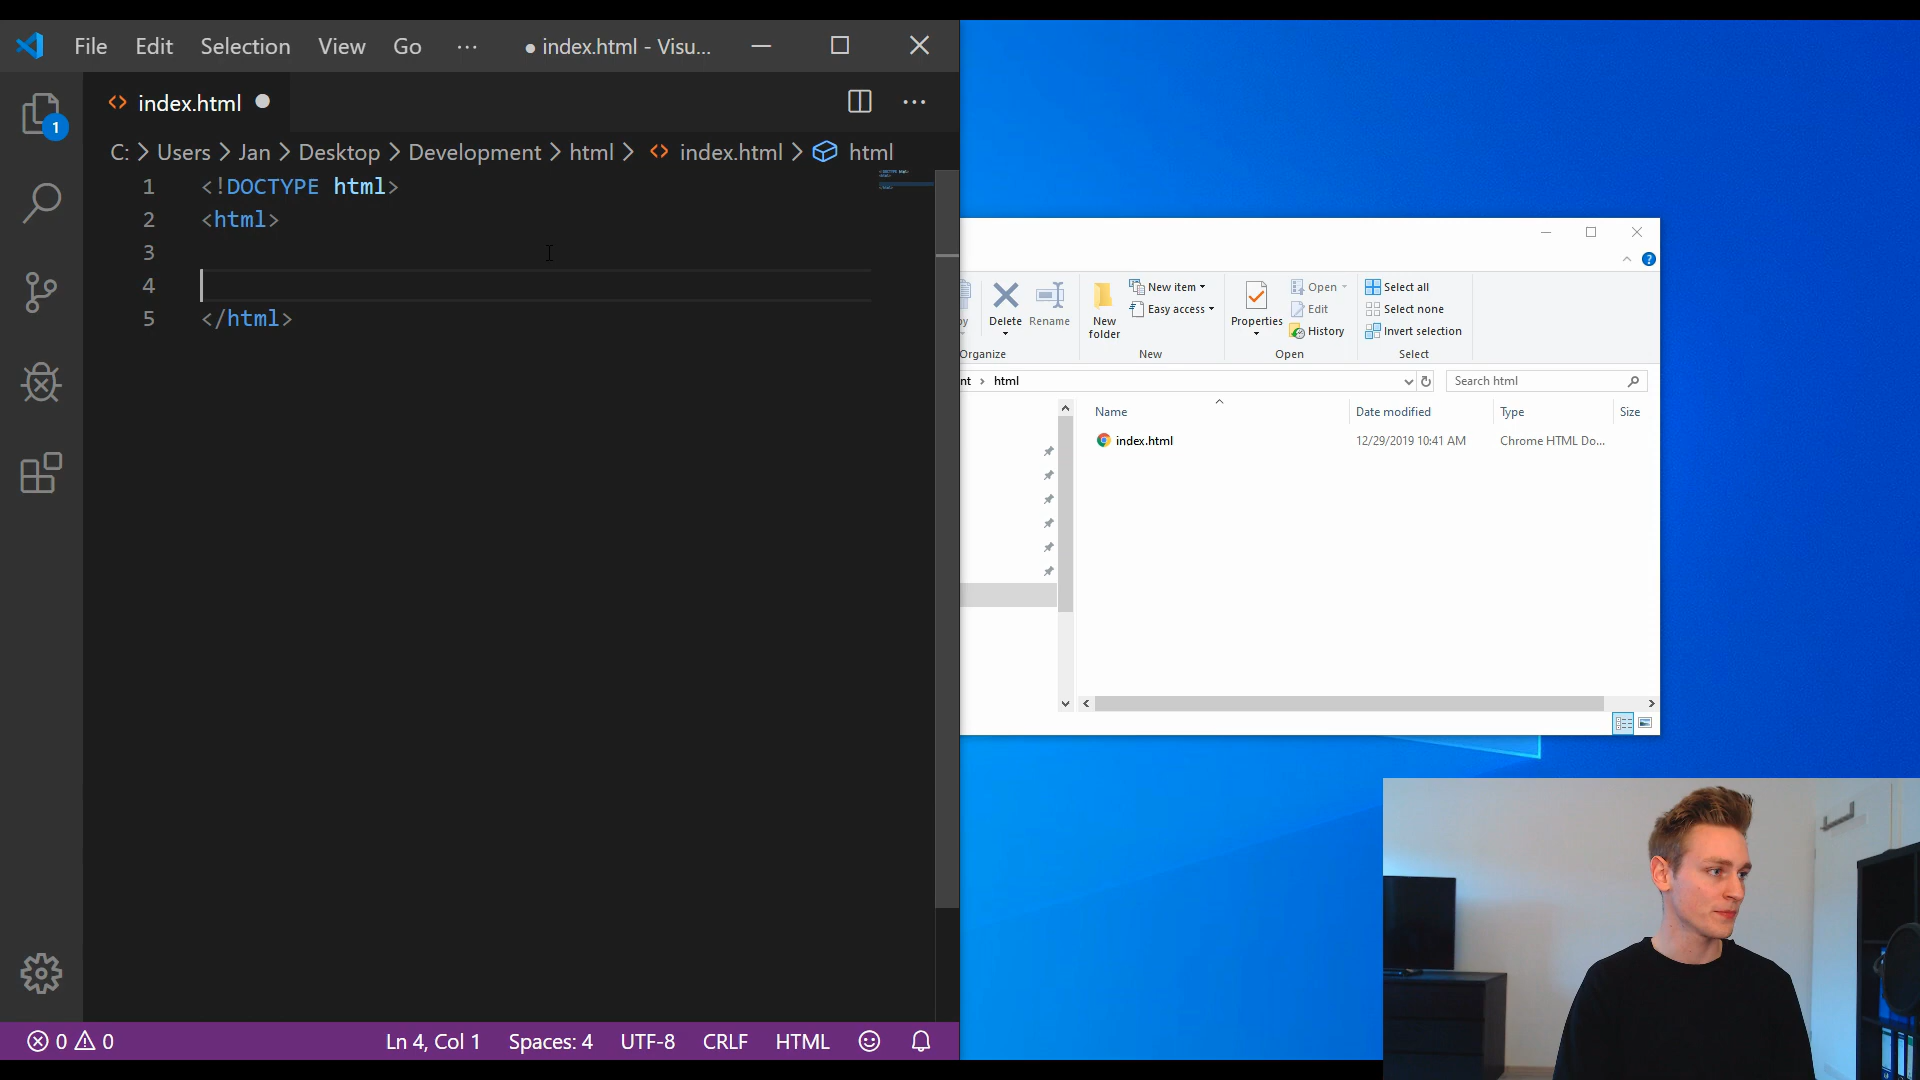 File Edit Selection View Go ··· ● index.html - Visu...
index.html
C: > Users > Jan > Desktop > Development > html > index.html > html
1 <!DOCTYPE html>
2 <html>
3
4
5 </html>
1
0 0 Ln 4, Col 1 Spaces: 4 UTF-8 CRLF HTML
Delete
Rename
New folder
New item
Easy access
Properties
Open
Edit
History
Select all
Select none
Invert selection
Organize New Open Select
nt > html
Search html
Name Date modified Type Size
index.html 12/29/2019 10:41 AM Chrome HTML Do...